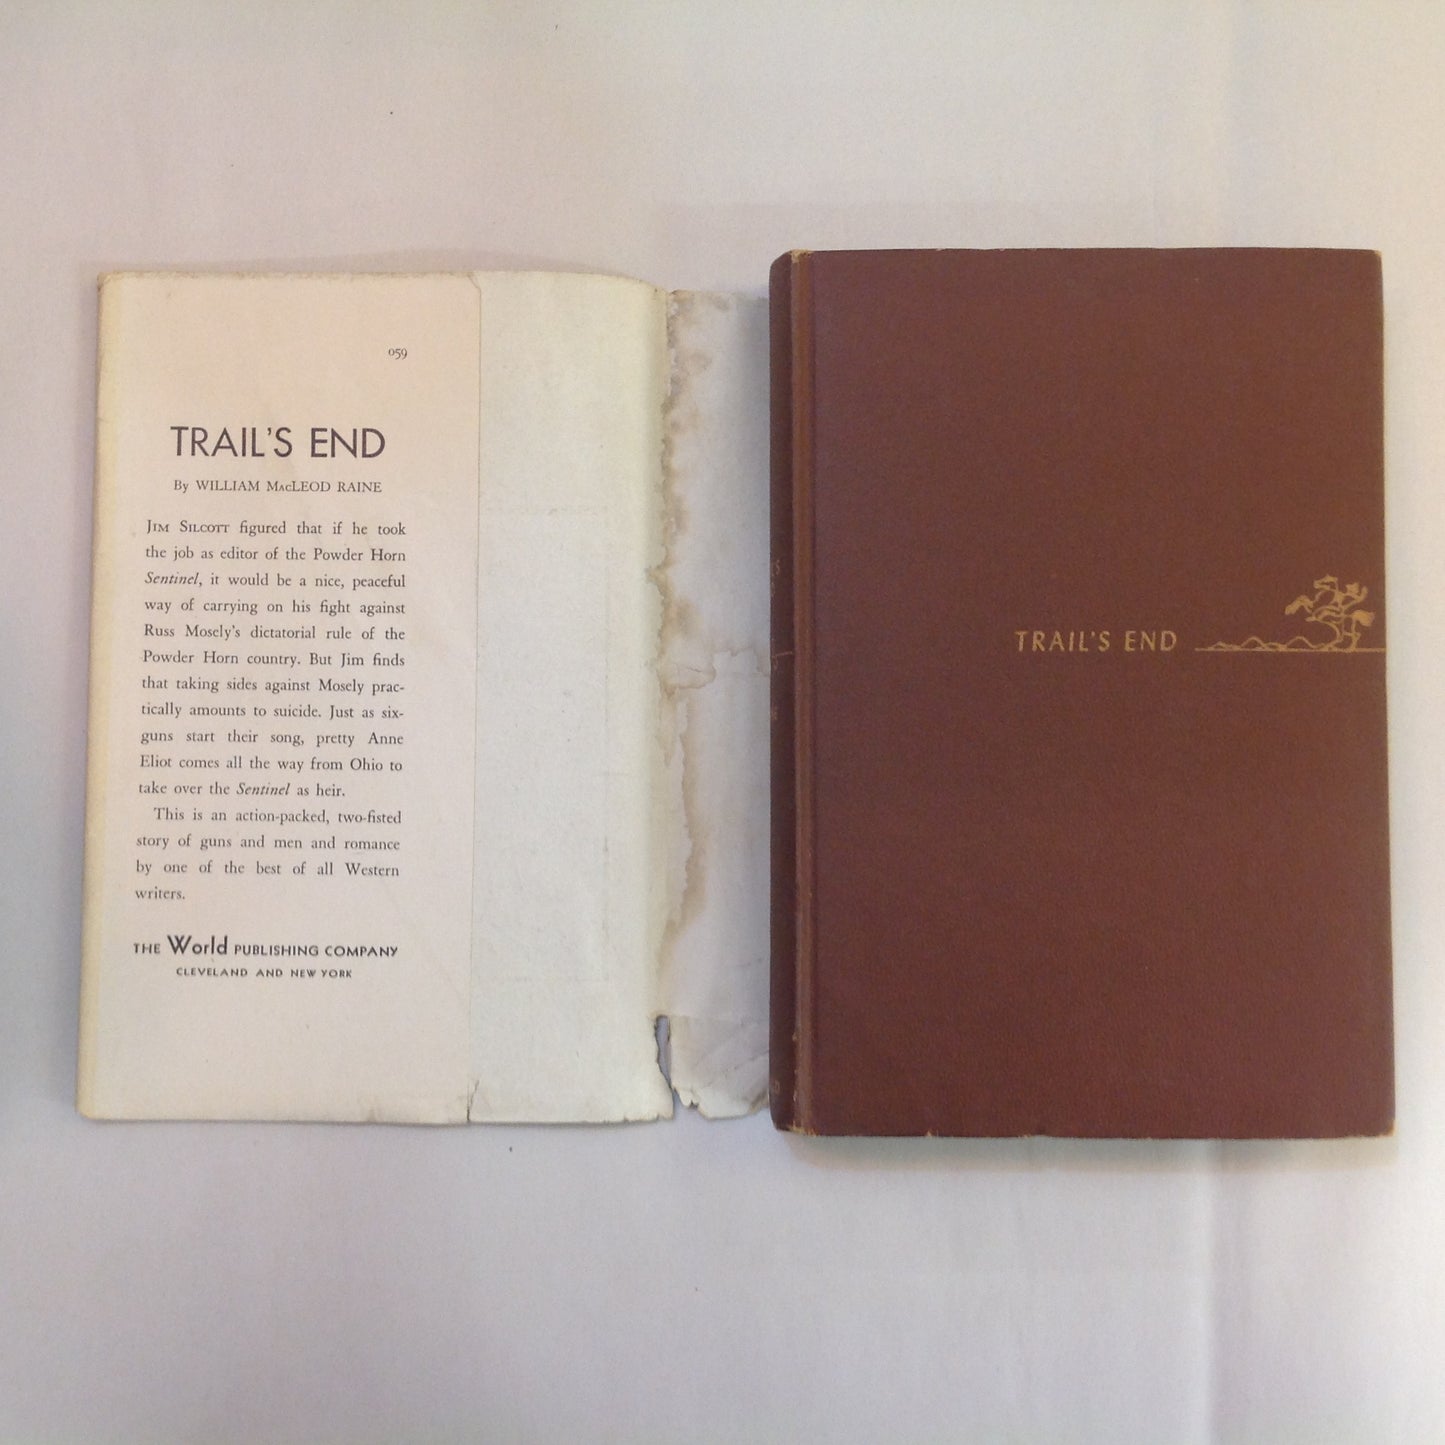 059
TRAIL'S END
By WILLIAM MacLEOD RAINE
Jim Silcott figured that if he took
the job as editor of the Powder Horn
Sentinel, it would be a nice, peaceful
way of carrying on his fight against
Russ Mosely's dictatorial rule of the
Powder Horn country. But Jim finds
that taking sides against Mosely prac-
tically amounts to suicide. Just as six-
guns start their song, pretty Anne
Eliot comes all the way from Ohio to
take over the Sentinel as heir.
This is an action-packed, two-fisted
story of guns and men and romance
by one of the best of all Western
writers.
THE World PUBLISHING COMPANY
CLEVELAND AND NEW YORK
TRAIL'S END